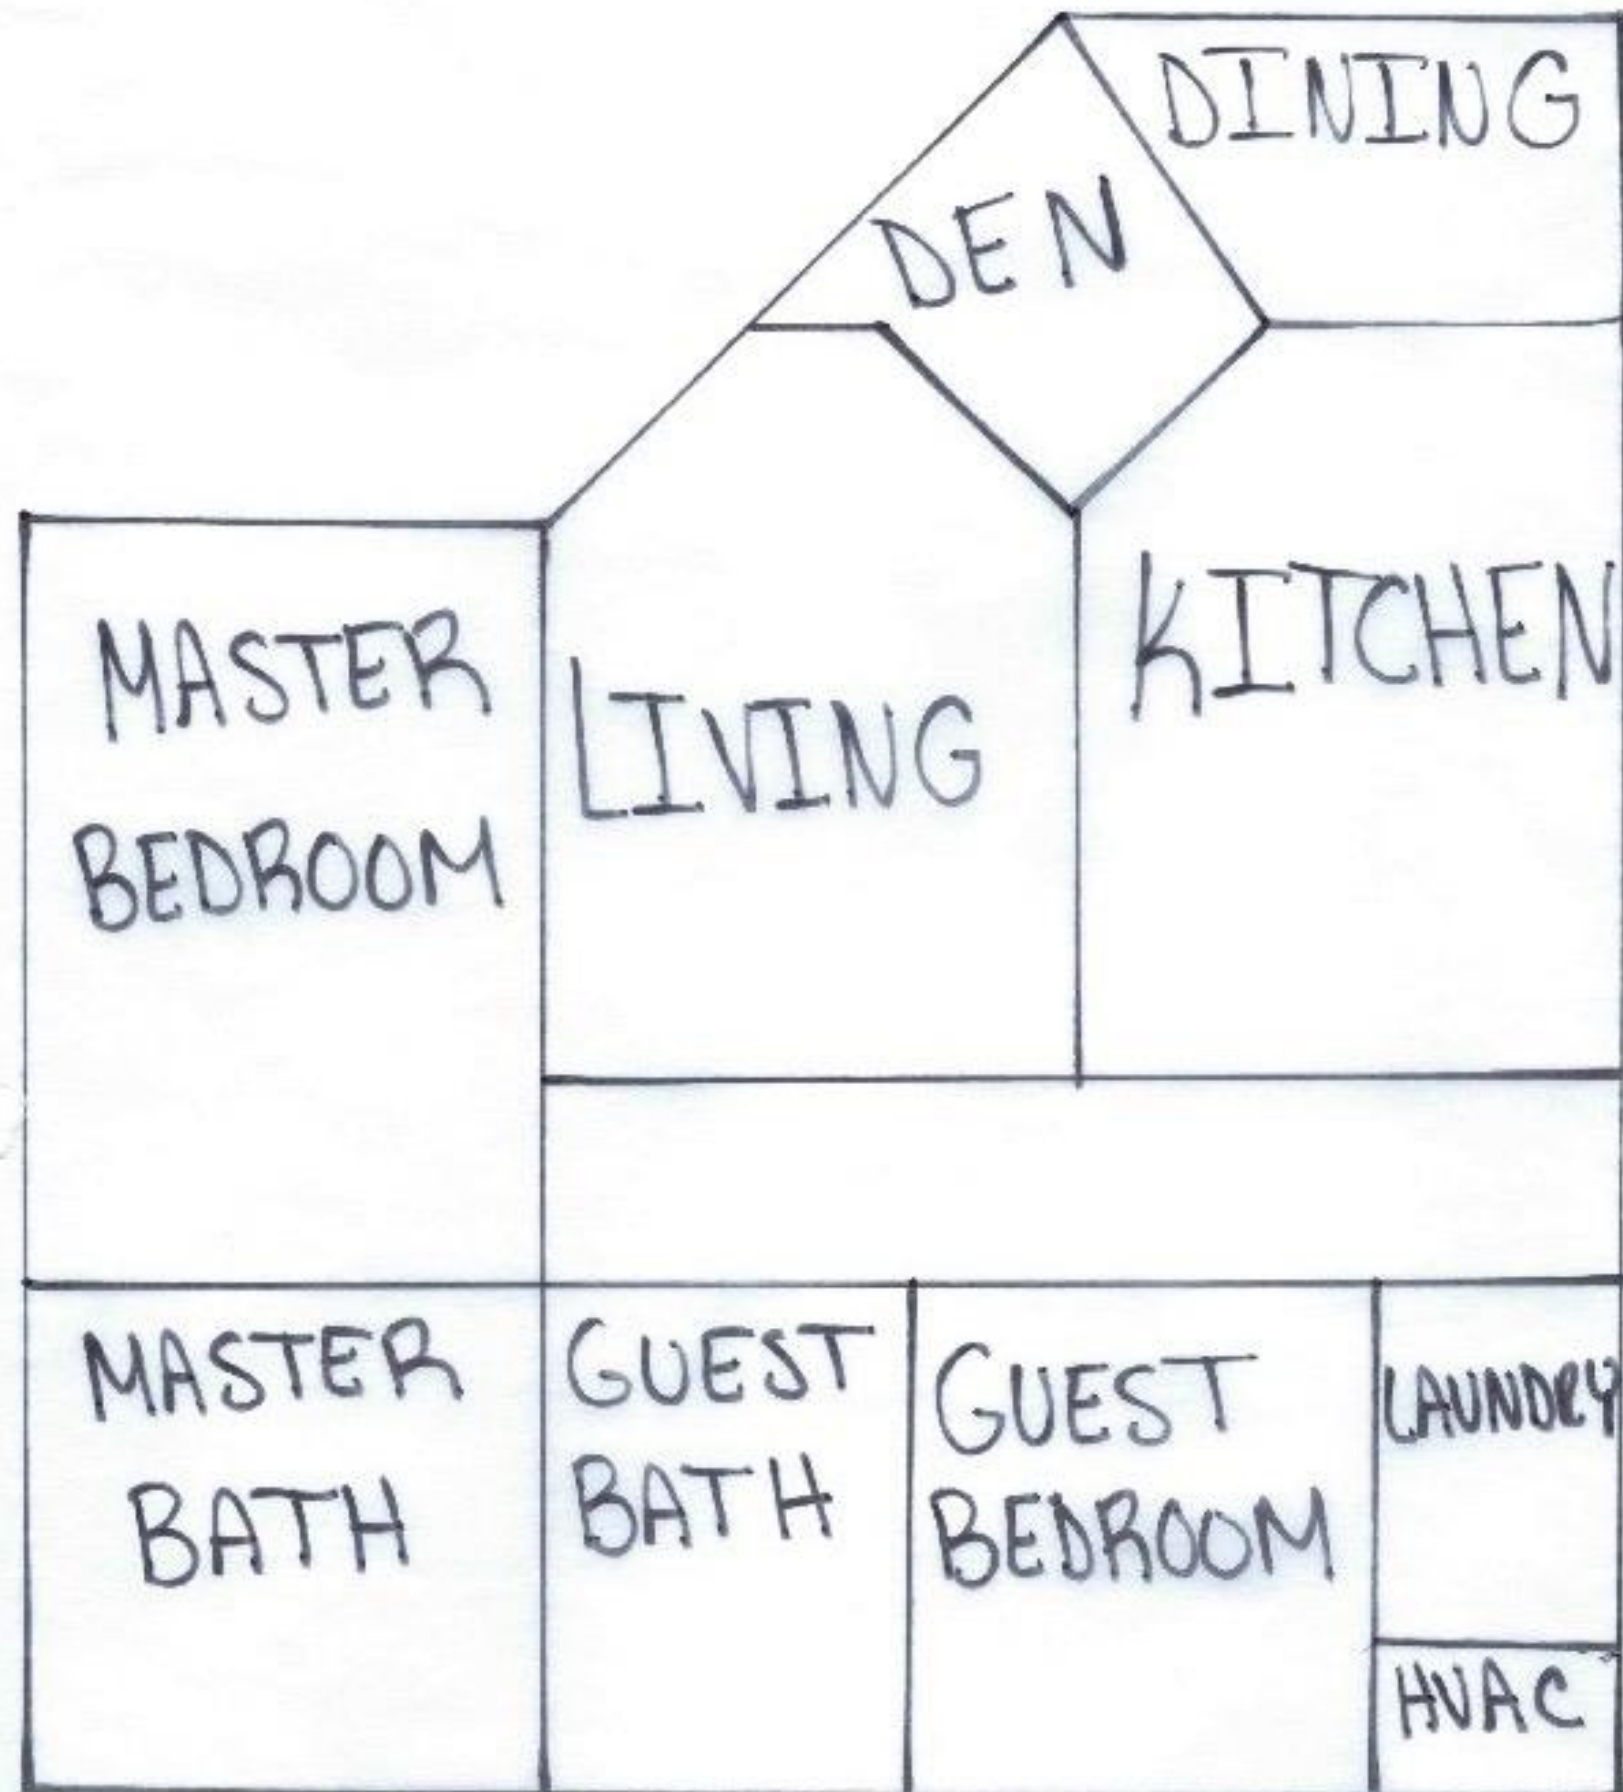 DINING
DEN
KITCHEN
LIVING
MASTER
BEDROOM
MASTER
BATH
GUEST
BATH
GUEST
BEDROOM
LAUNDRY
HVAC